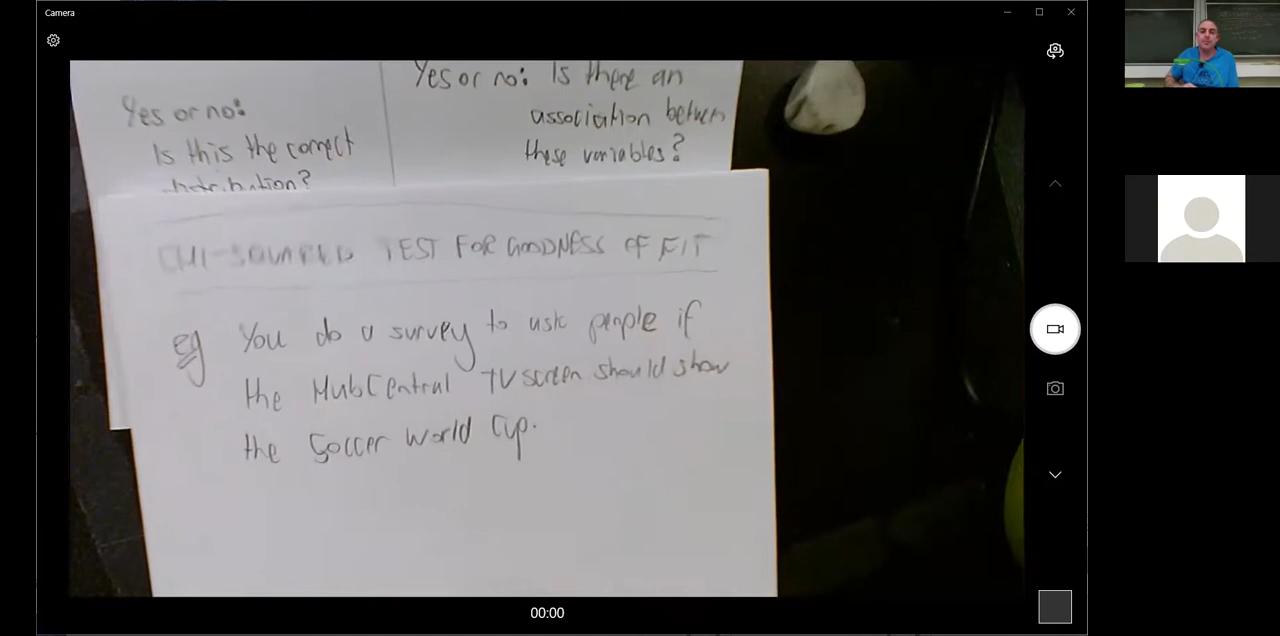 Camera
Yes or no:
Is this the correct
distribution?
Yes or no: Is there an
association between
these variables?
CHI-SQUARED TEST FOR GOODNESS OF FIT
eg You do a survey to ask people if
the HubCentral TV screen should show
the Soccer World Cup.
00:00